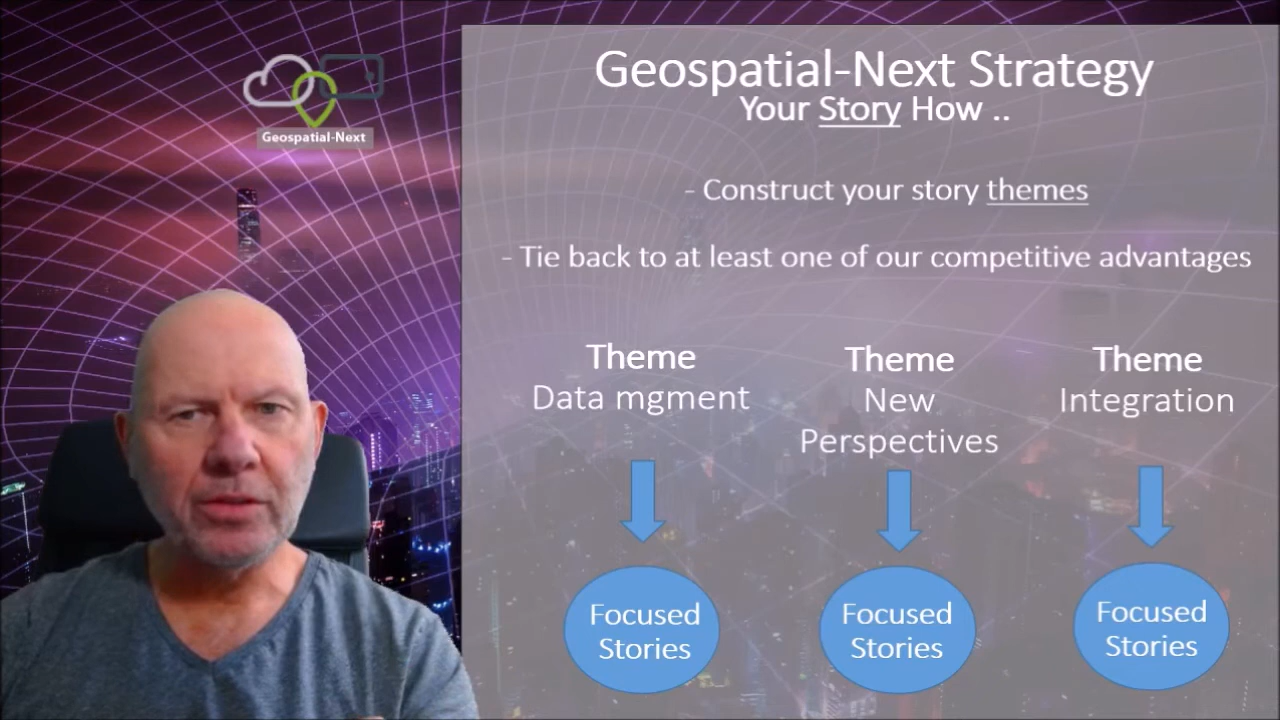 Geospatial-Next
Geospatial-Next Strategy
Your Story How ..
- Construct your story themes
- Tie back to at least one of our competitive advantages
Theme
Data mgment
Theme
New
Perspectives
Theme
Integration
Focused
Stories
Focused
Stories
Focused
Stories